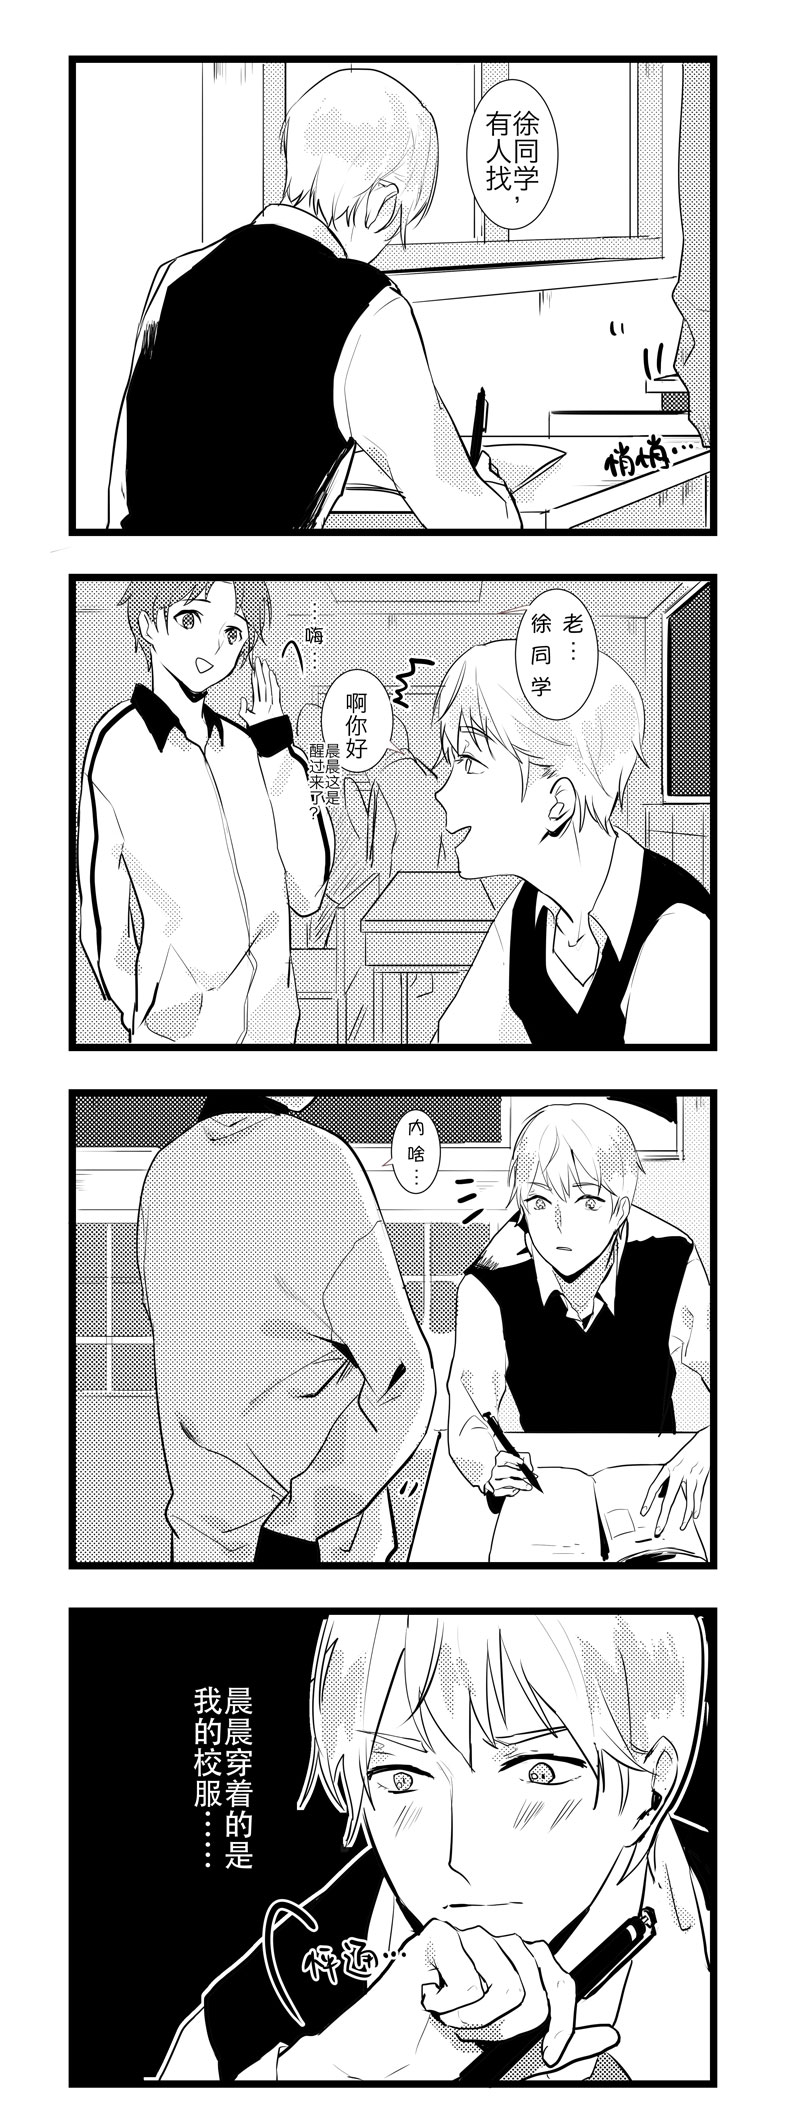 徐同学，
有人找
悄悄…
老…
徐同学
…嗨…
啊你好
晨晨这是
醒过来了？
内啥…
晨晨穿着的是
我的校服……
怦通…